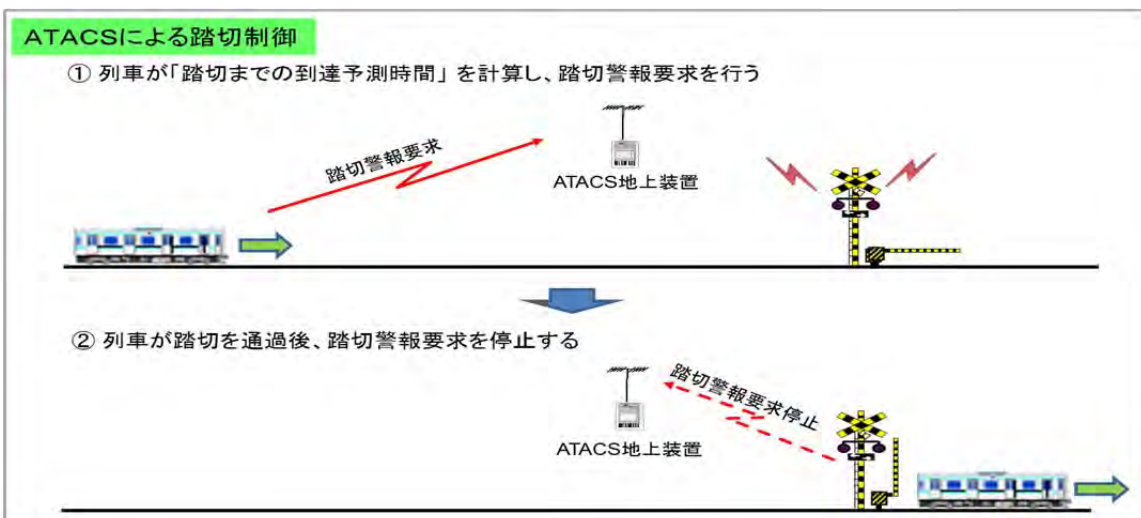 ATACSによる踏切制御
① 列車が「踏切までの到達予測時間」を計算し、踏切警報要求を行う
踏切警報要求
ATACS地上装置
② 列車が踏切を通過後、踏切警報要求を停止する
踏切警報要求停止
ATACS地上装置